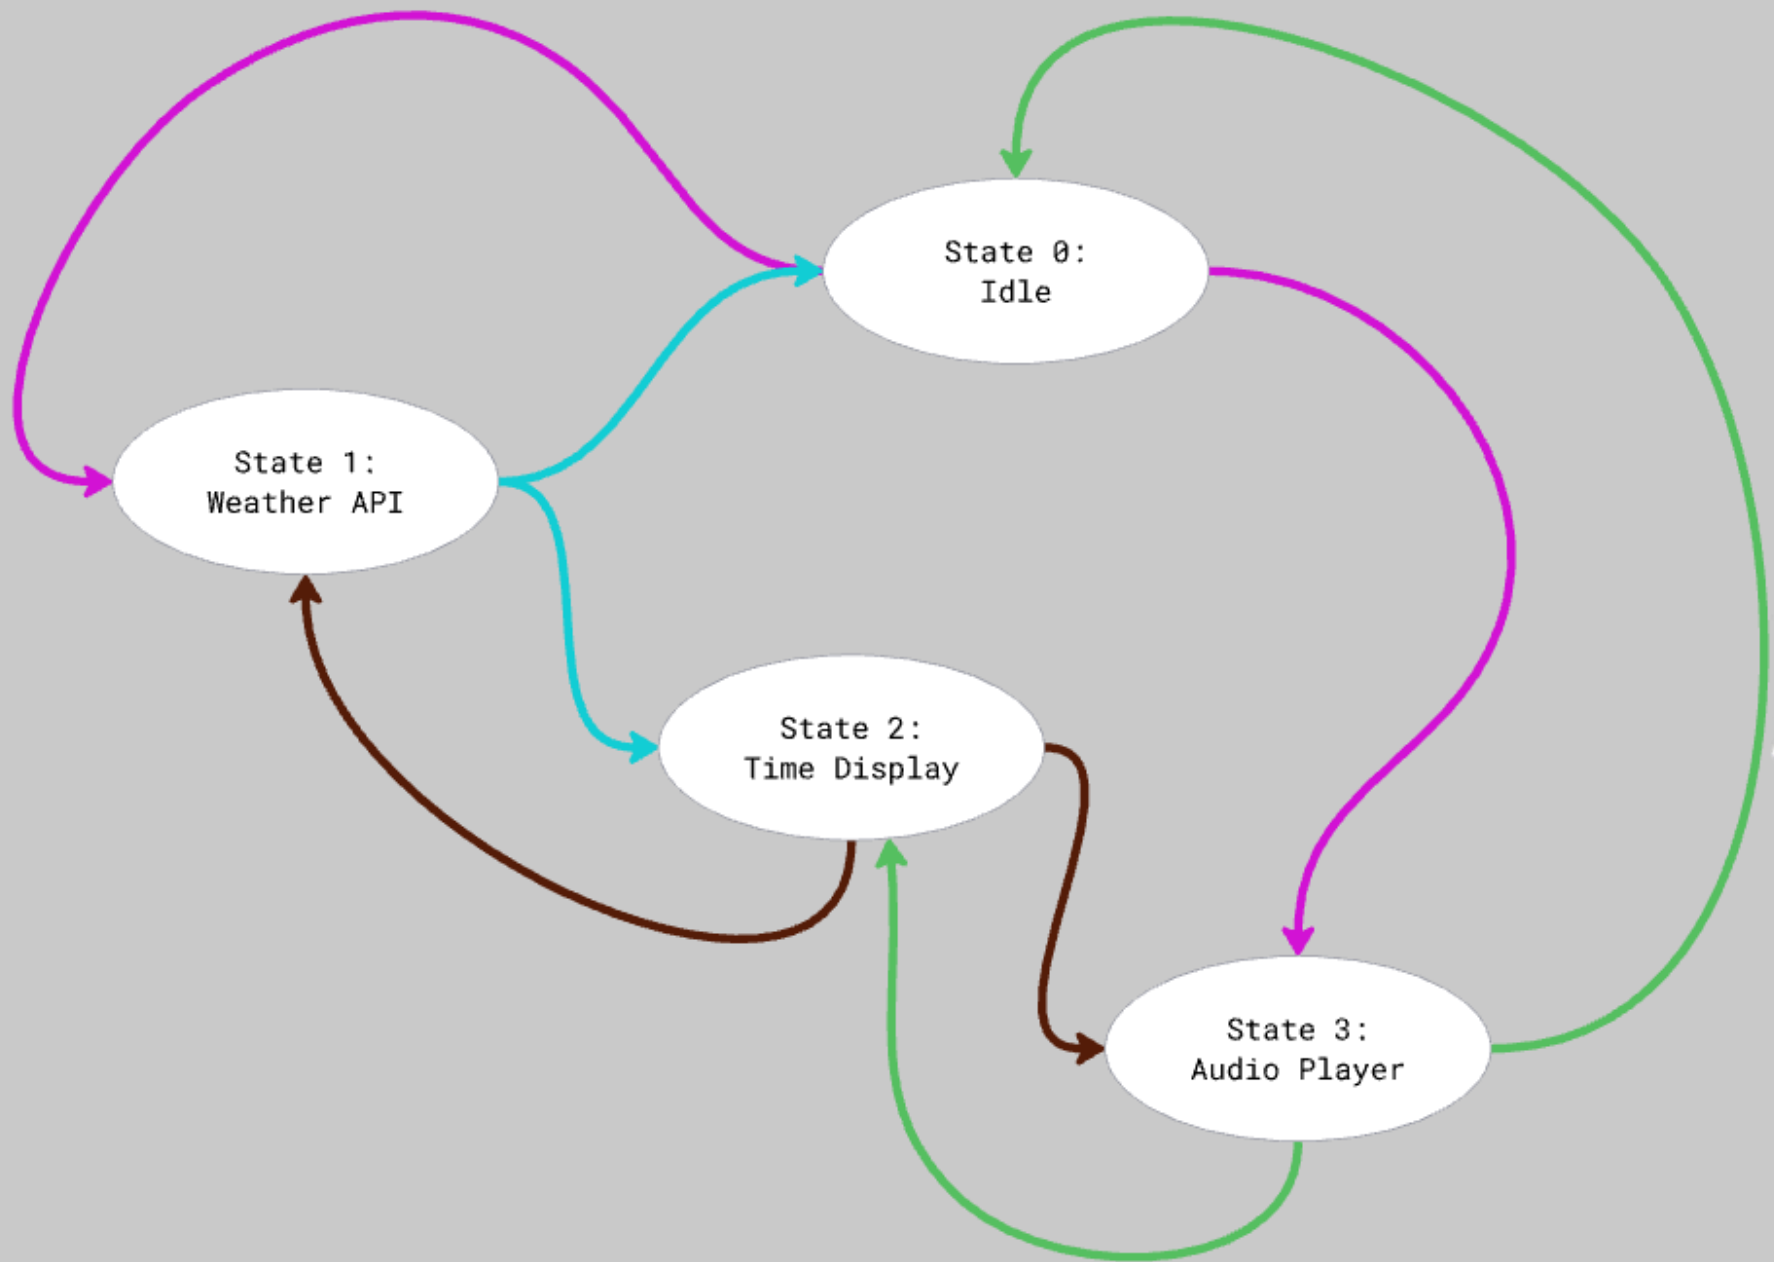 State 0:
Idle
State 1:
Weather API
State 2:
Time Display
State 3:
Audio Player